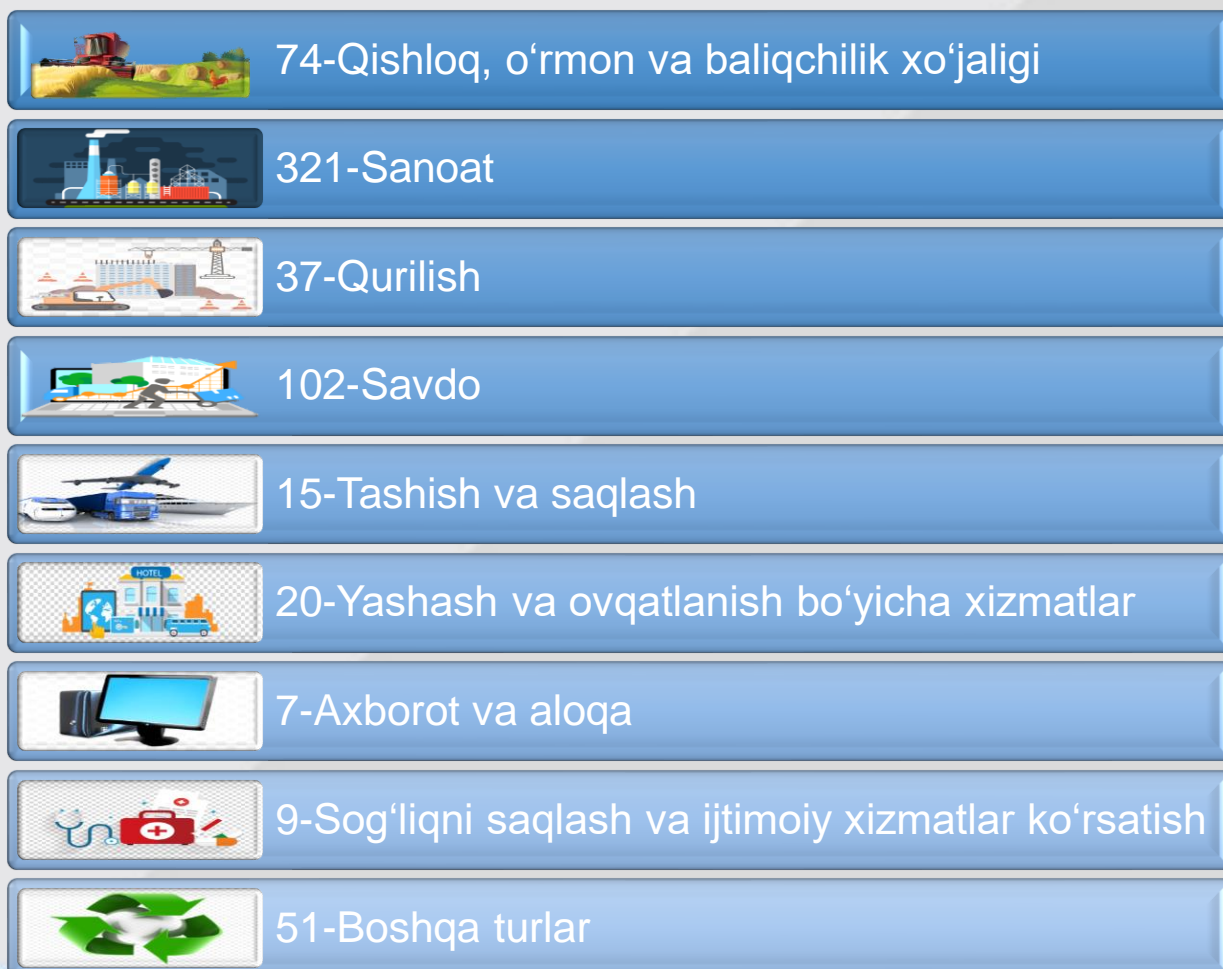 74-Qishloq, o‘rmon va baliqchilik xo‘jaligi
321-Sanoat
37-Qurilish
102-Savdo
15-Tashish va saqlash
HOTEL
20-Yashash va ovqatlanish bo‘yicha xizmatlar
7-Axborot va aloqa
9-Sog‘liqni saqlash va ijtimoiy xizmatlar ko‘rsatish
51-Boshqa turlar